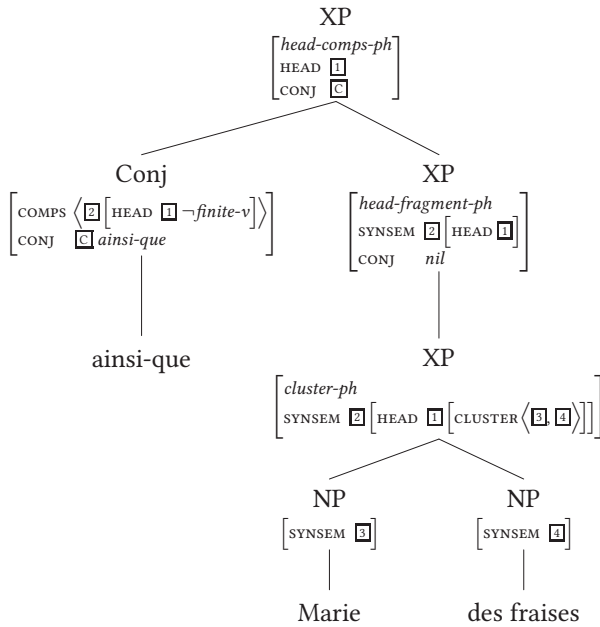 XP
[head-comps-ph
HEAD 1
CONJ C]
Conj XP
[COMPS ⟨2[HEAD 1 ¬finite-v]⟩
CONJ C ainsi-que]
[head-fragment-ph
SYNSEM 2[HEAD 1]
CONJ nil]
ainsi-que XP
[cluster-ph
SYNSEM 2[HEAD 1[CLUSTER⟨3, 4⟩]]]
NP NP
[SYNSEM 3] [SYNSEM 4]
Marie des fraises